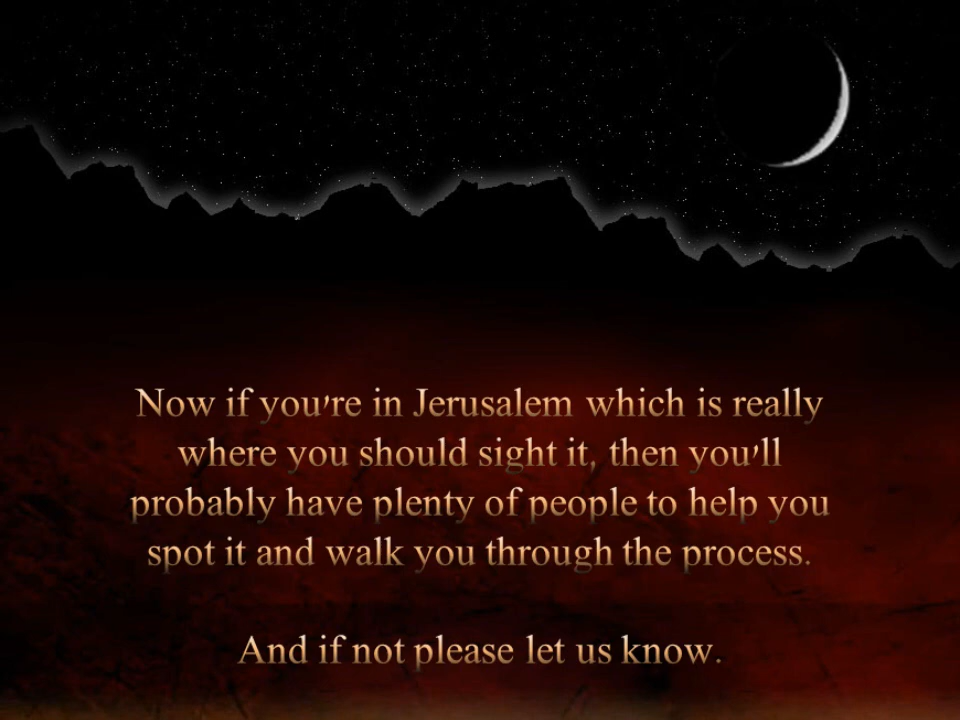 Now if you're in Jerusalem which is really
where you should sight it, then you'll
probably have plenty of people to help you
spot it and walk you through the process.
And if not please let us know.